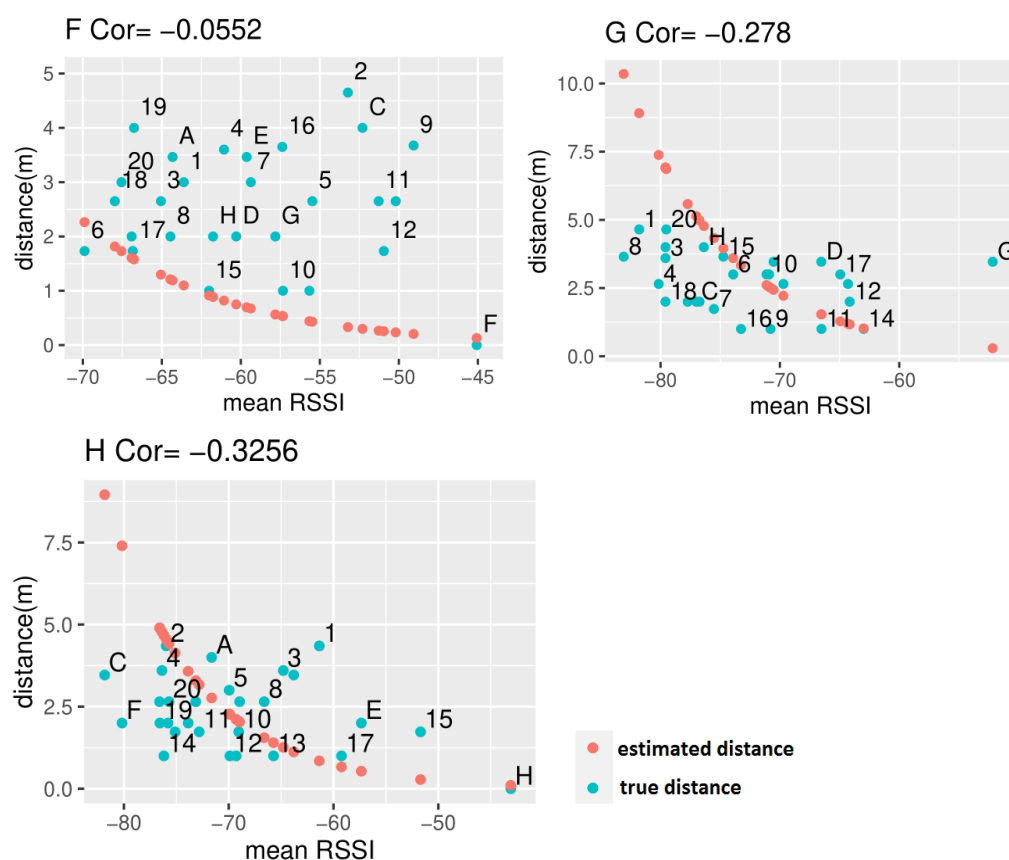 F Cor= −0.0552
distance(m)
5
4
3
2
1
0
2
19
C
A
4
E
16
9
20
1
7
18
3
5
11
8
H
D
G
6
17
12
15
10
F
−70
−65
−60
−55
−50
−45
mean RSSI
G Cor= −0.278
distance(m)
10.0
7.5
5.0
2.5
0.0
1
20
H
15
D
G
8
3
6
10
17
4
18
C
7
12
16
9
11
14
−80
−70
−60
mean RSSI
H Cor= −0.3256
distance(m)
7.5
5.0
2.5
0.0
2
A
1
C
4
5
3
20
8
F
19
11
10
E
15
14
12
13
17
H
−80
−70
−60
−50
mean RSSI
estimated distance
true distance